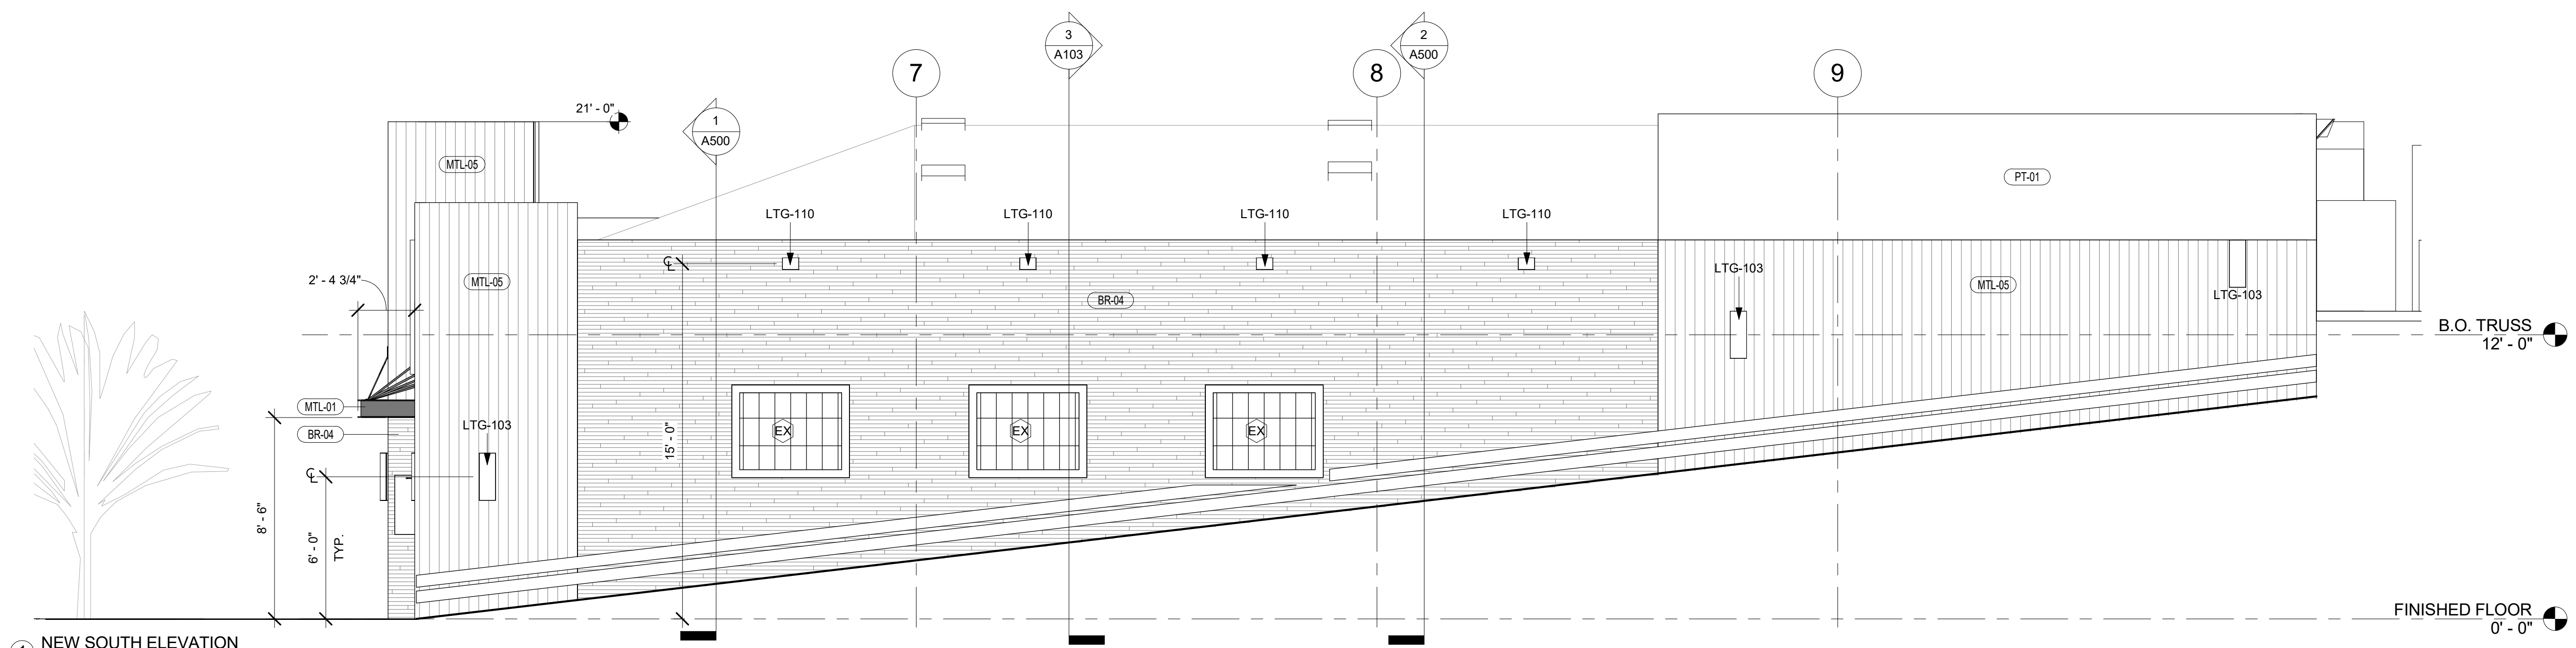 3
A103
2
A500
7
8
9
21' - 0"
1
A500
MTL-05
PT-01
LTG-110
LTG-110
LTG-110
LTG-110
CL
LTG-103
2' - 4 3/4"
MTL-05
BR-04
MTL-05
LTG-103
B.O. TRUSS
12' - 0"
MTL-01
BR-04
LTG-103
EX
EX
EX
15' - 0"
CL
8' - 6"
6' - 0"
TYP.
FINISHED FLOOR
0' - 0"
NEW SOUTH ELEVATION